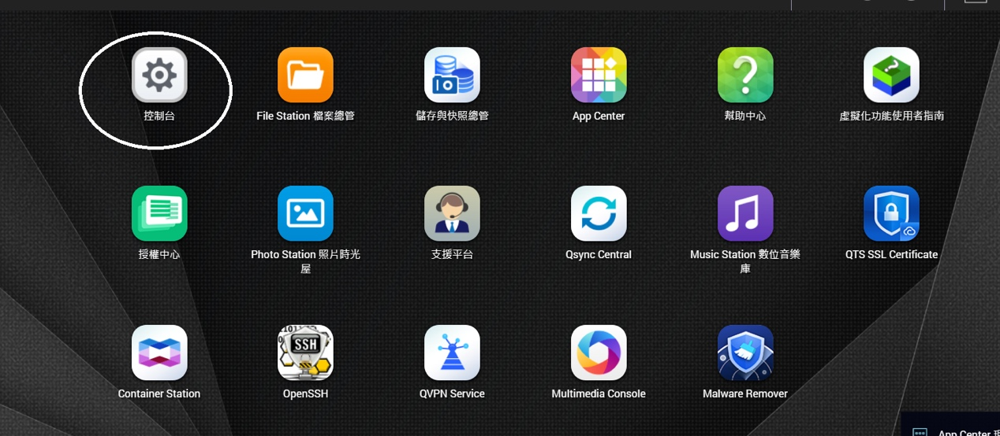 控制台
File Station 檔案總管
儲存與快照總管
App Center
幫助中心
虛擬化功能使用者指南
授權中心
Photo Station 照片時光
屋
支援平台
Qsync Central
Music Station 數位音樂
庫
QTS SSL Certificate
Container Station
SSH
OpenSSH
QVPN Service
Multimedia Console
Malware Remover
App Center